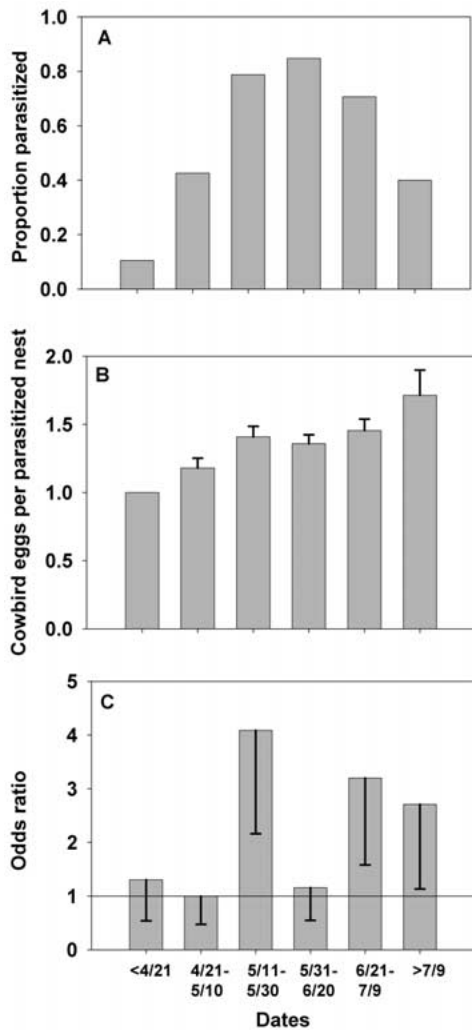 A
Proportion parasitized
1.0
0.8
0.6
0.4
0.2
0.0
B
Cowbird eggs per parasitized nest
2.0
1.5
1.0
0.5
0.0
C
Odds ratio
5
4
3
2
1
0
<4/21 4/21- 5/11- 5/31- 6/21- >7/9
5/10 5/30 6/20 7/9
Dates